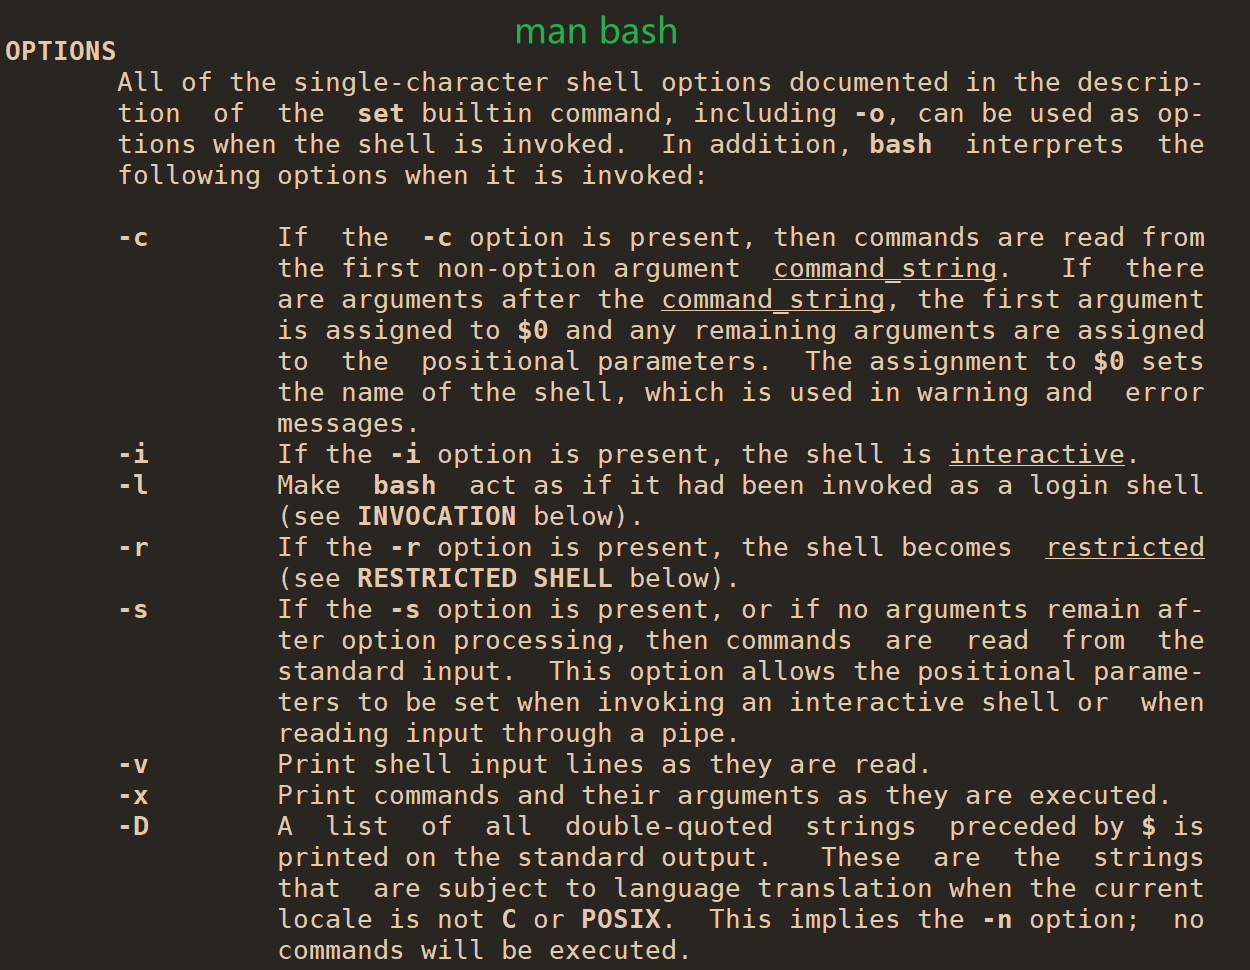 man bash
OPTIONS
All of the single-character shell options documented in the descrip-
tion of the set builtin command, including -o, can be used as op-
tions when the shell is invoked. In addition, bash interprets the
following options when it is invoked:
-c If the -c option is present, then commands are read from
the first non-option argument command_string. If there
are arguments after the command_string, the first argument
is assigned to $0 and any remaining arguments are assigned
to the positional parameters. The assignment to $0 sets
the name of the shell, which is used in warning and error
messages.
-i If the -i option is present, the shell is interactive.
-l Make bash act as if it had been invoked as a login shell
(see INVOCATION below).
-r If the -r option is present, the shell becomes restricted
(see RESTRICTED SHELL below).
-s If the -s option is present, or if no arguments remain af-
ter option processing, then commands are read from the
standard input. This option allows the positional parame-
ters to be set when invoking an interactive shell or when
reading input through a pipe.
-v Print shell input lines as they are read.
-x Print commands and their arguments as they are executed.
-D A list of all double-quoted strings preceded by $ is
printed on the standard output. These are the strings
that are subject to language translation when the current
locale is not C or POSIX. This implies the -n option; no
commands will be executed.